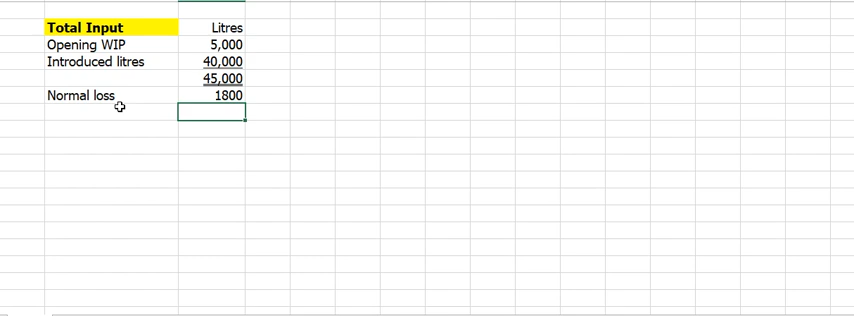 Total Input Litres
Opening WIP 5,000
Introduced litres 40,000
45,000
Normal loss 1800